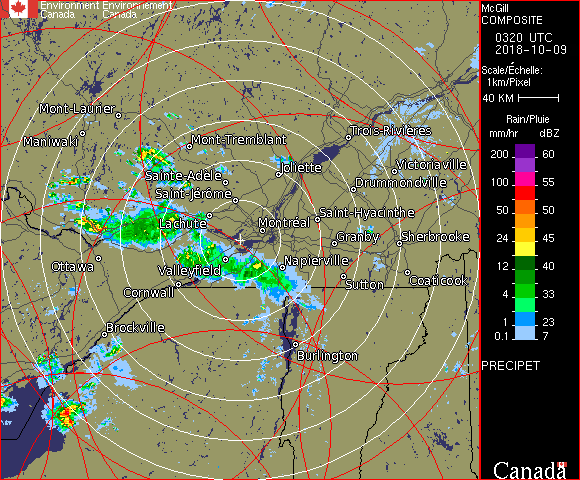 Environment Environnement
Canada Canada
McGill
COMPOSITE
0320 UTC
2018-10-09
Scale/Échelle:
1km/Pixel
40 KM
Rain/Pluie
mm/hr dBZ
200 60
150 57
100 55
50 50
24 45
12 40
4 33
1 23
0.1 7
PRECIPET
Canada
Mont-Laurier
Maniwaki
Mont-Tremblant
Trois-Rivières
Sainte-Adèle
Joliette
Victoriaville
Saint-Jérôme
Drummondville
Lachute
Montréal
Saint-Hyacinthe
Granby
Sherbrooke
Ottawa
Valleyfield
Napierville
Cornwall
Sutton
Coaticook
Brockville
Burlington